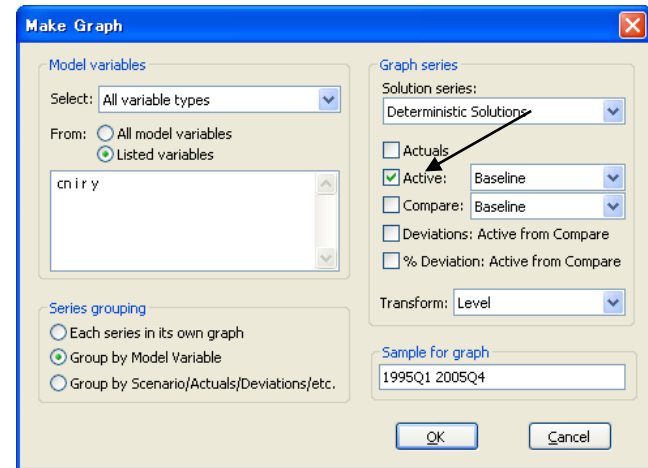 Make Graph
Model variables
Select: All variable types
From: All model variables
Listed variables
cn i r y
Series grouping
Each series in its own graph
Group by Model Variable
Group by Scenario/Actuals/Deviations/etc.
Graph series
Solution series:
Deterministic Solutions
Actuals
Active: Baseline
Compare: Baseline
Deviations: Active from Compare
% Deviation: Active from Compare
Transform: Level
Sample for graph
1995Q1 2005Q4
OK Cancel